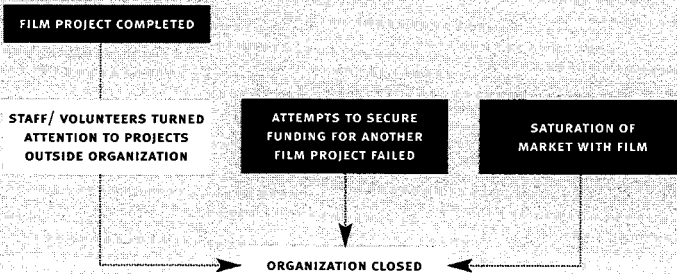 FILM PROJECT COMPLETED
STAFF/ VOLUNTEERS TURNED
ATTENTION TO PROJECTS
OUTSIDE ORGANIZATION
ATTEMPTS TO SECURE
FUNDING FOR ANOTHER
FILM PROJECT FAILED
SATURATION OF
MARKET WITH FILM
ORGANIZATION CLOSED